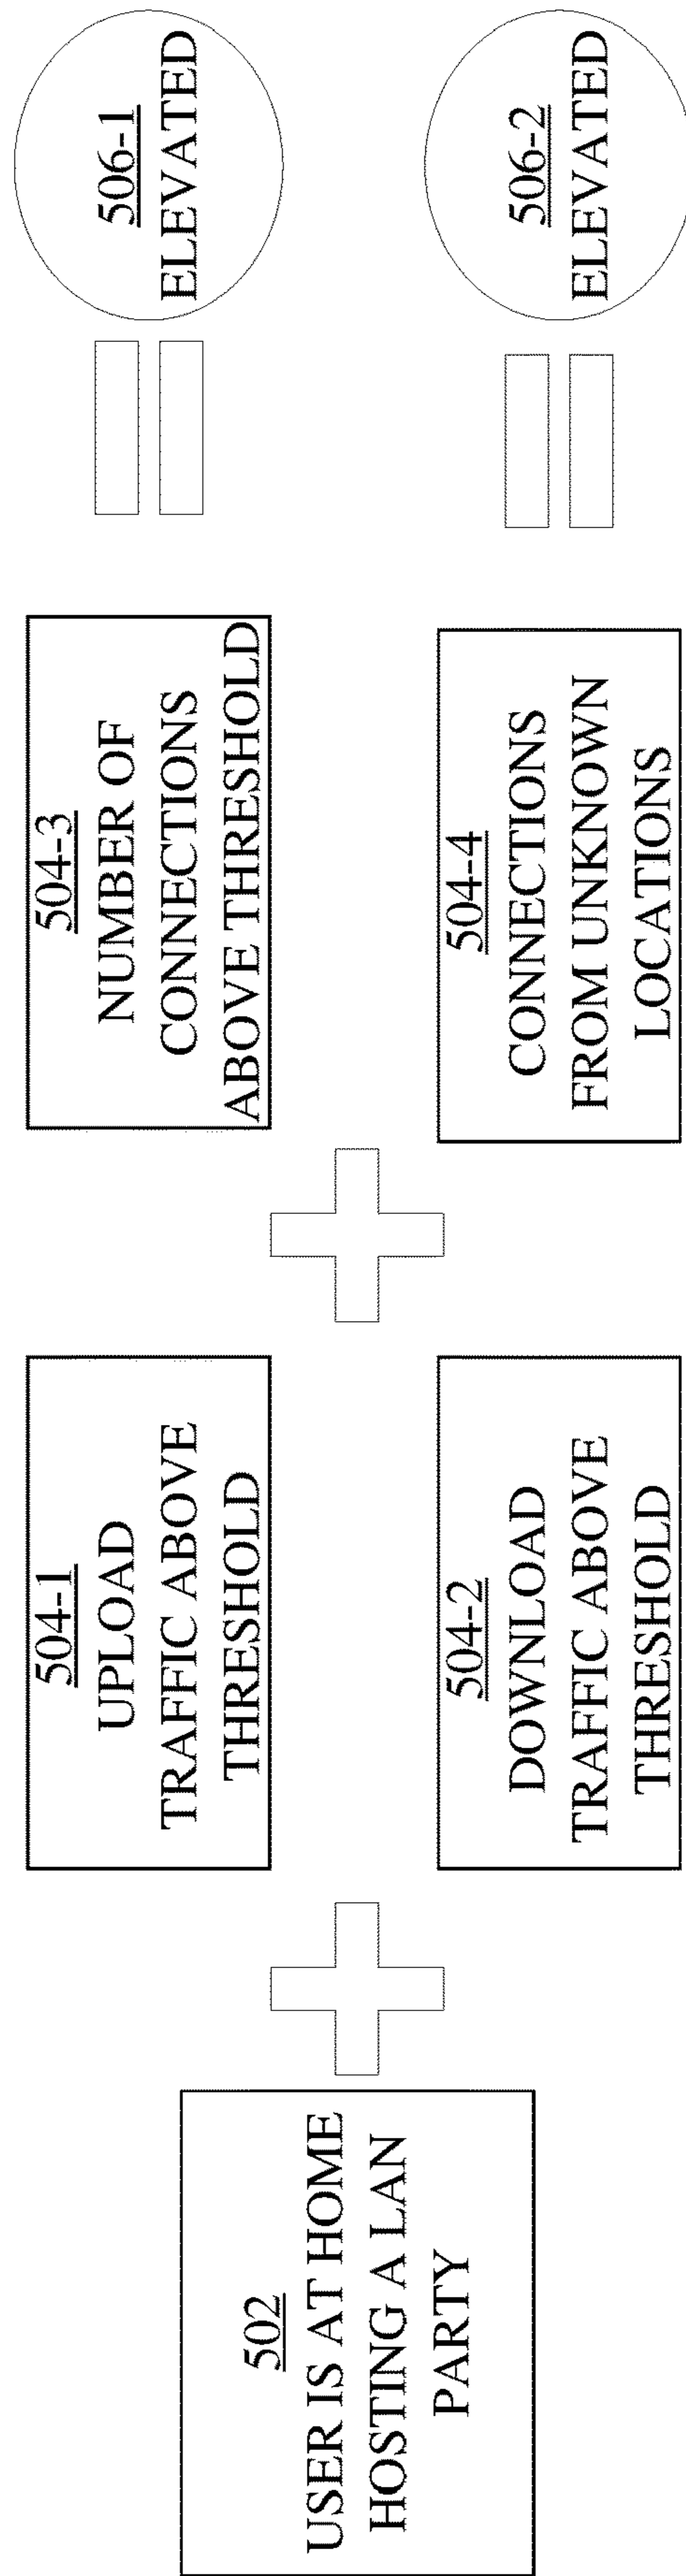 502
USER IS AT HOME
HOSTING A LAN
PARTY
504-1
UPLOAD
TRAFFIC ABOVE
THRESHOLD
504-2
DOWNLOAD
TRAFFIC ABOVE
THRESHOLD
504-3
NUMBER OF
CONNECTIONS
ABOVE THRESHOLD
504-4
CONNECTIONS
FROM UNKNOWN
LOCATIONS
506-1
ELEVATED
506-2
ELEVATED